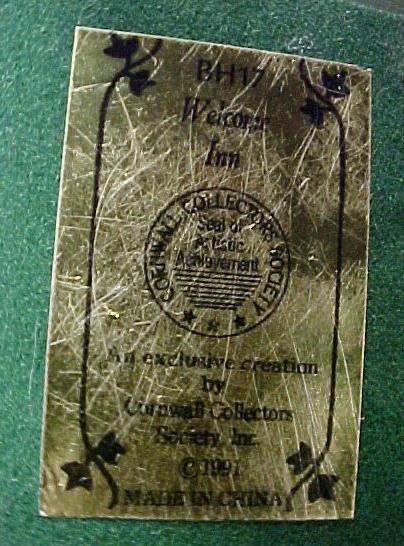 BH17
Welcome
Inn
CORNWALL COLLECTORS SOCIETY
Seal of
Artistic
Achievement
An exclusive creation
by
Cornwall Collectors
Society, Inc.
© 1991
MADE IN CHINA